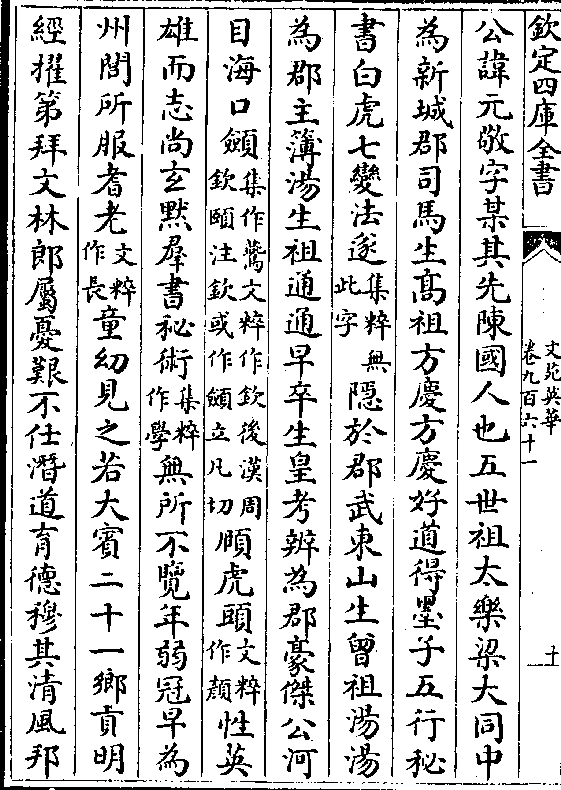 欽定四庫全書
文苑英華
卷九百六十一
十一
公諱元敬字某其先陳國人也五世祖太樂梁大同中
為新城郡司馬生高祖方慶方慶好道得墨子五行秘
書白虎七變法遂集粹無此字隱於郡武東山生曾祖湯湯
為郡主簿湯生祖通通早卒生皇考辨為郡豪傑公河
目海口顩集作鷰文粹作欽後漢周欽頤注欽或作顩立凡切頤虎頭文粹作顏性英
雄而志尚玄默羣書秘術集粹作學無所不覽年弱冠早為
州閭所服耆老文粹作長童幼見之若大賓二十一鄉貢明
經擢第拜文林郎屬憂艱不仕潛道育德穆其清風邦